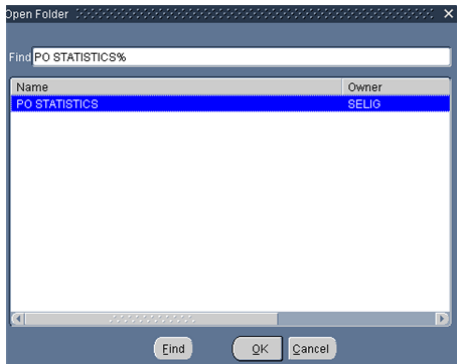 Open Folder
Find PO STATISTICS%
Name Owner
PO STATISTICS SELIG
Find OK Cancel